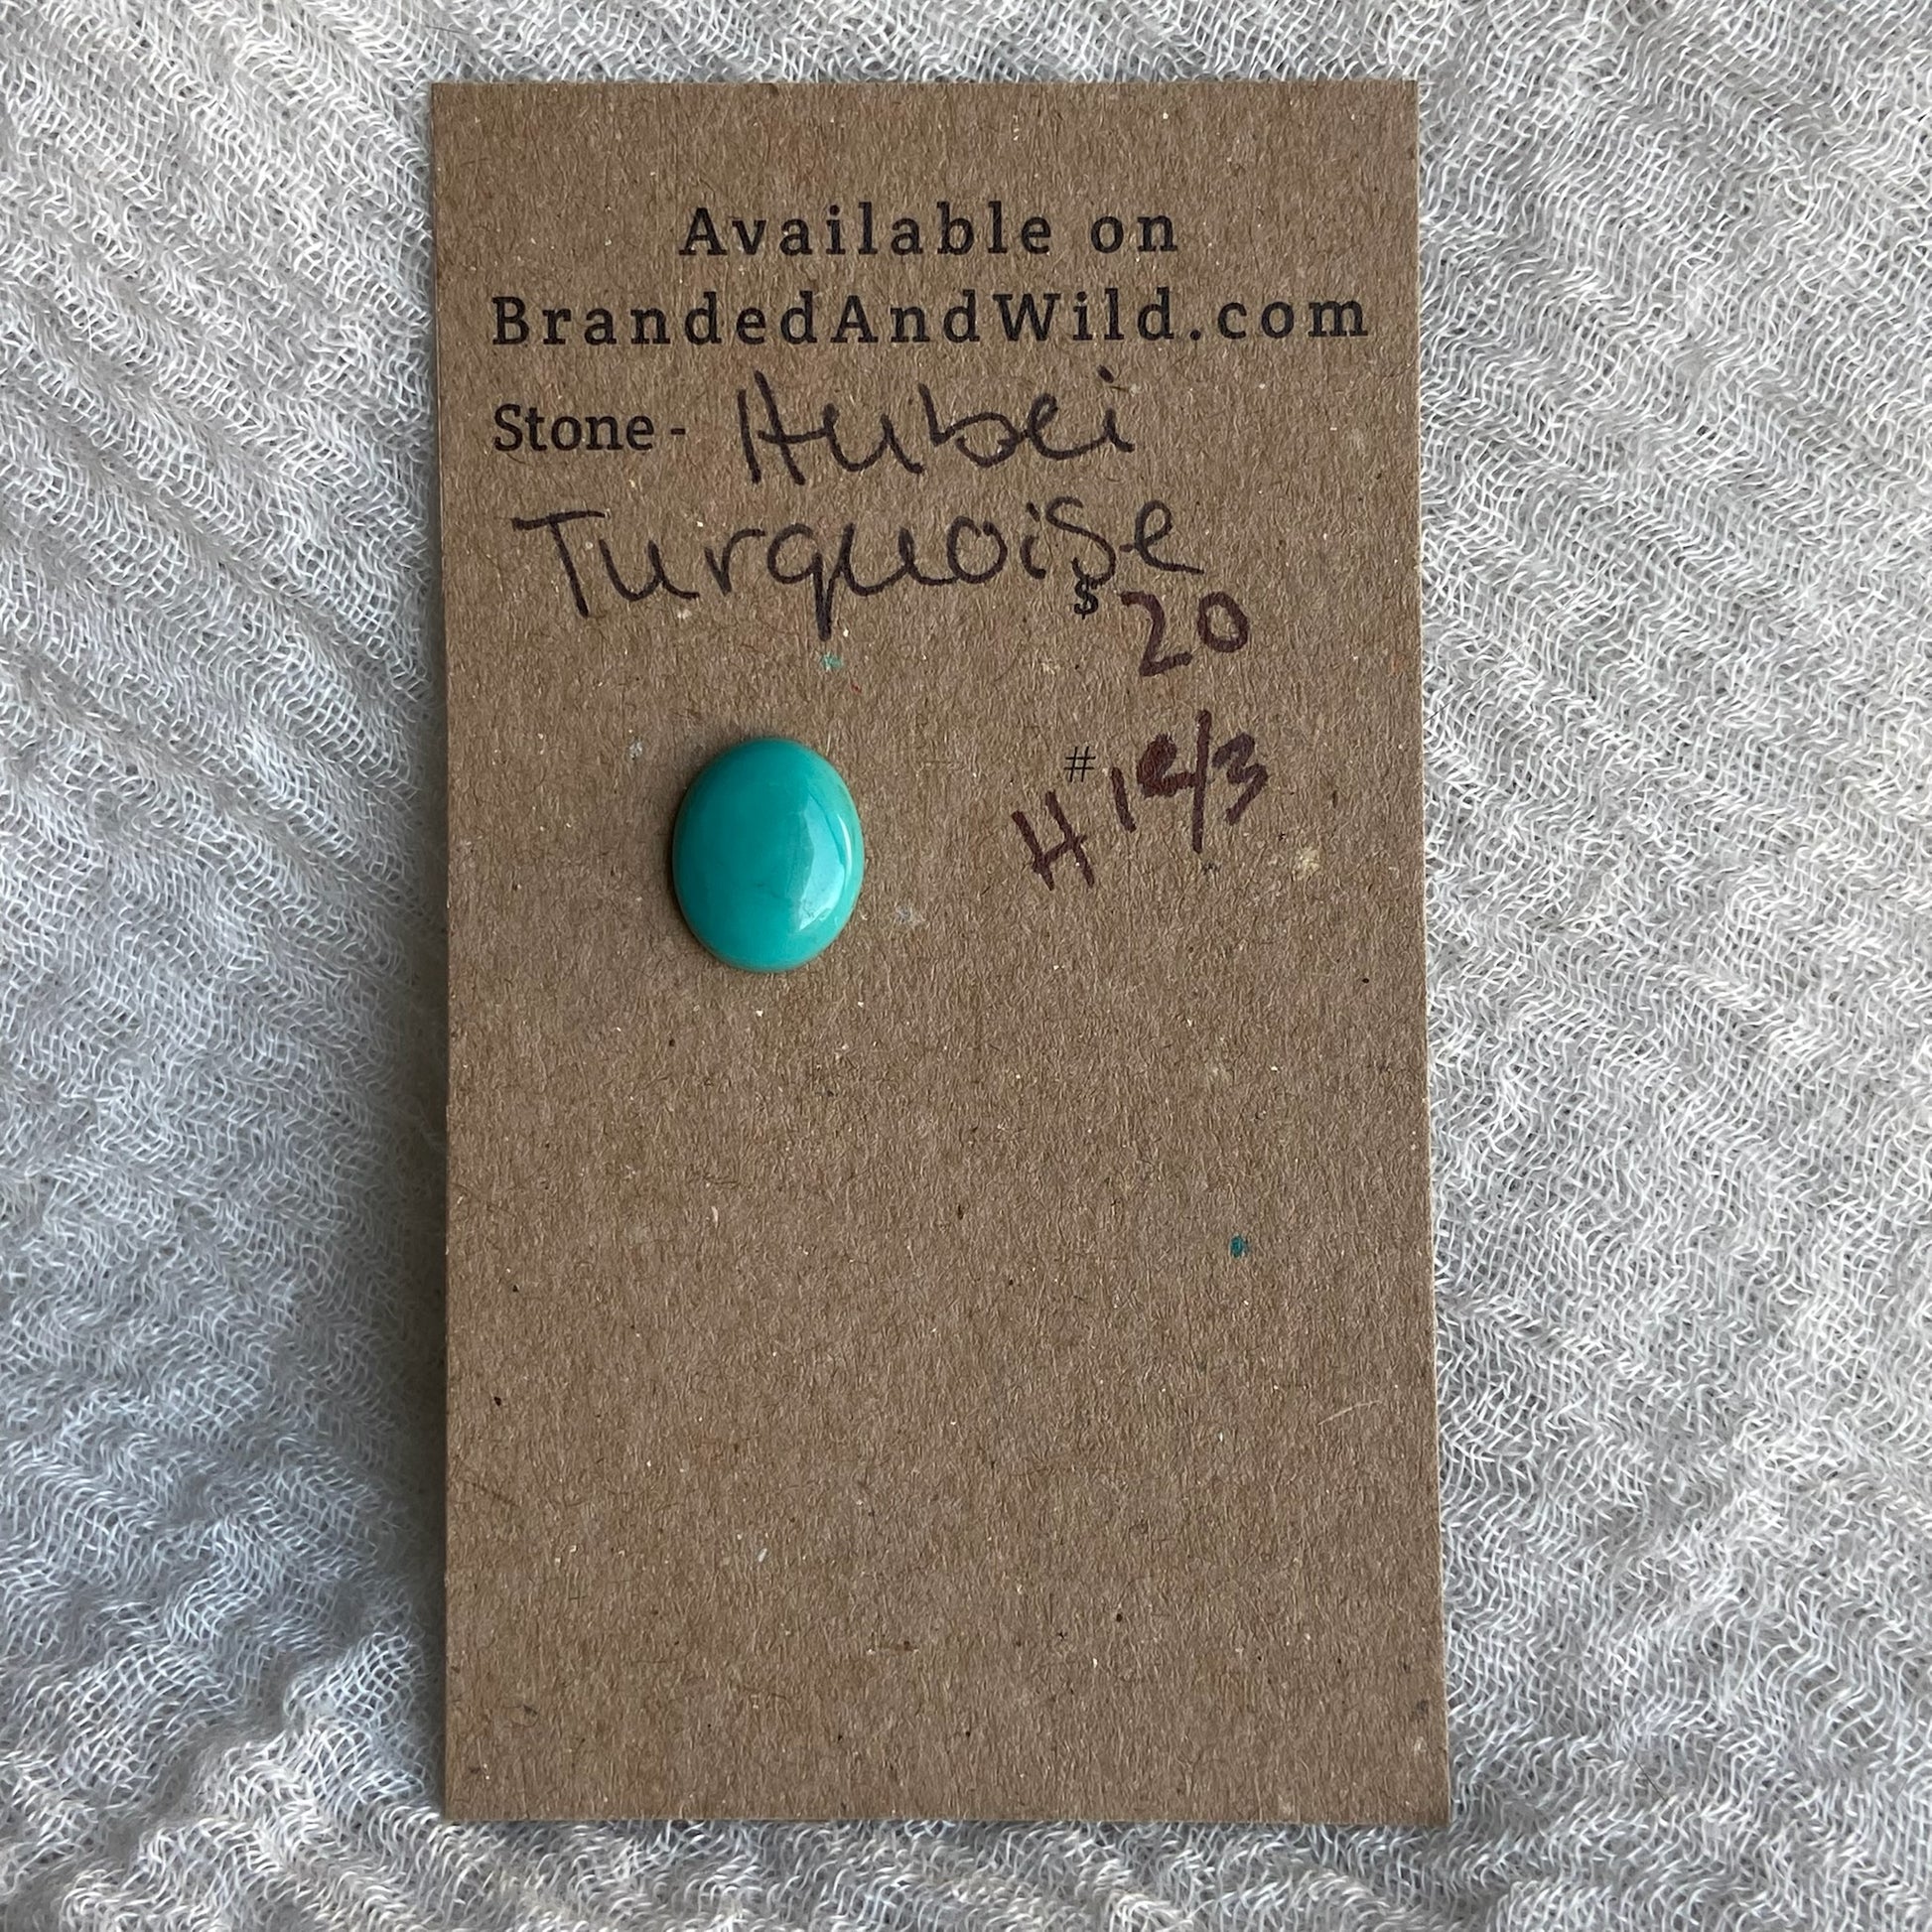 Available on
BrandedAndWild.com
Stone - Hubei
Turquoise
$ 20
#
H